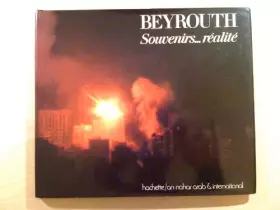 BEYROUTH
Souvenirs... réalité
hachette/an nahar arab & international